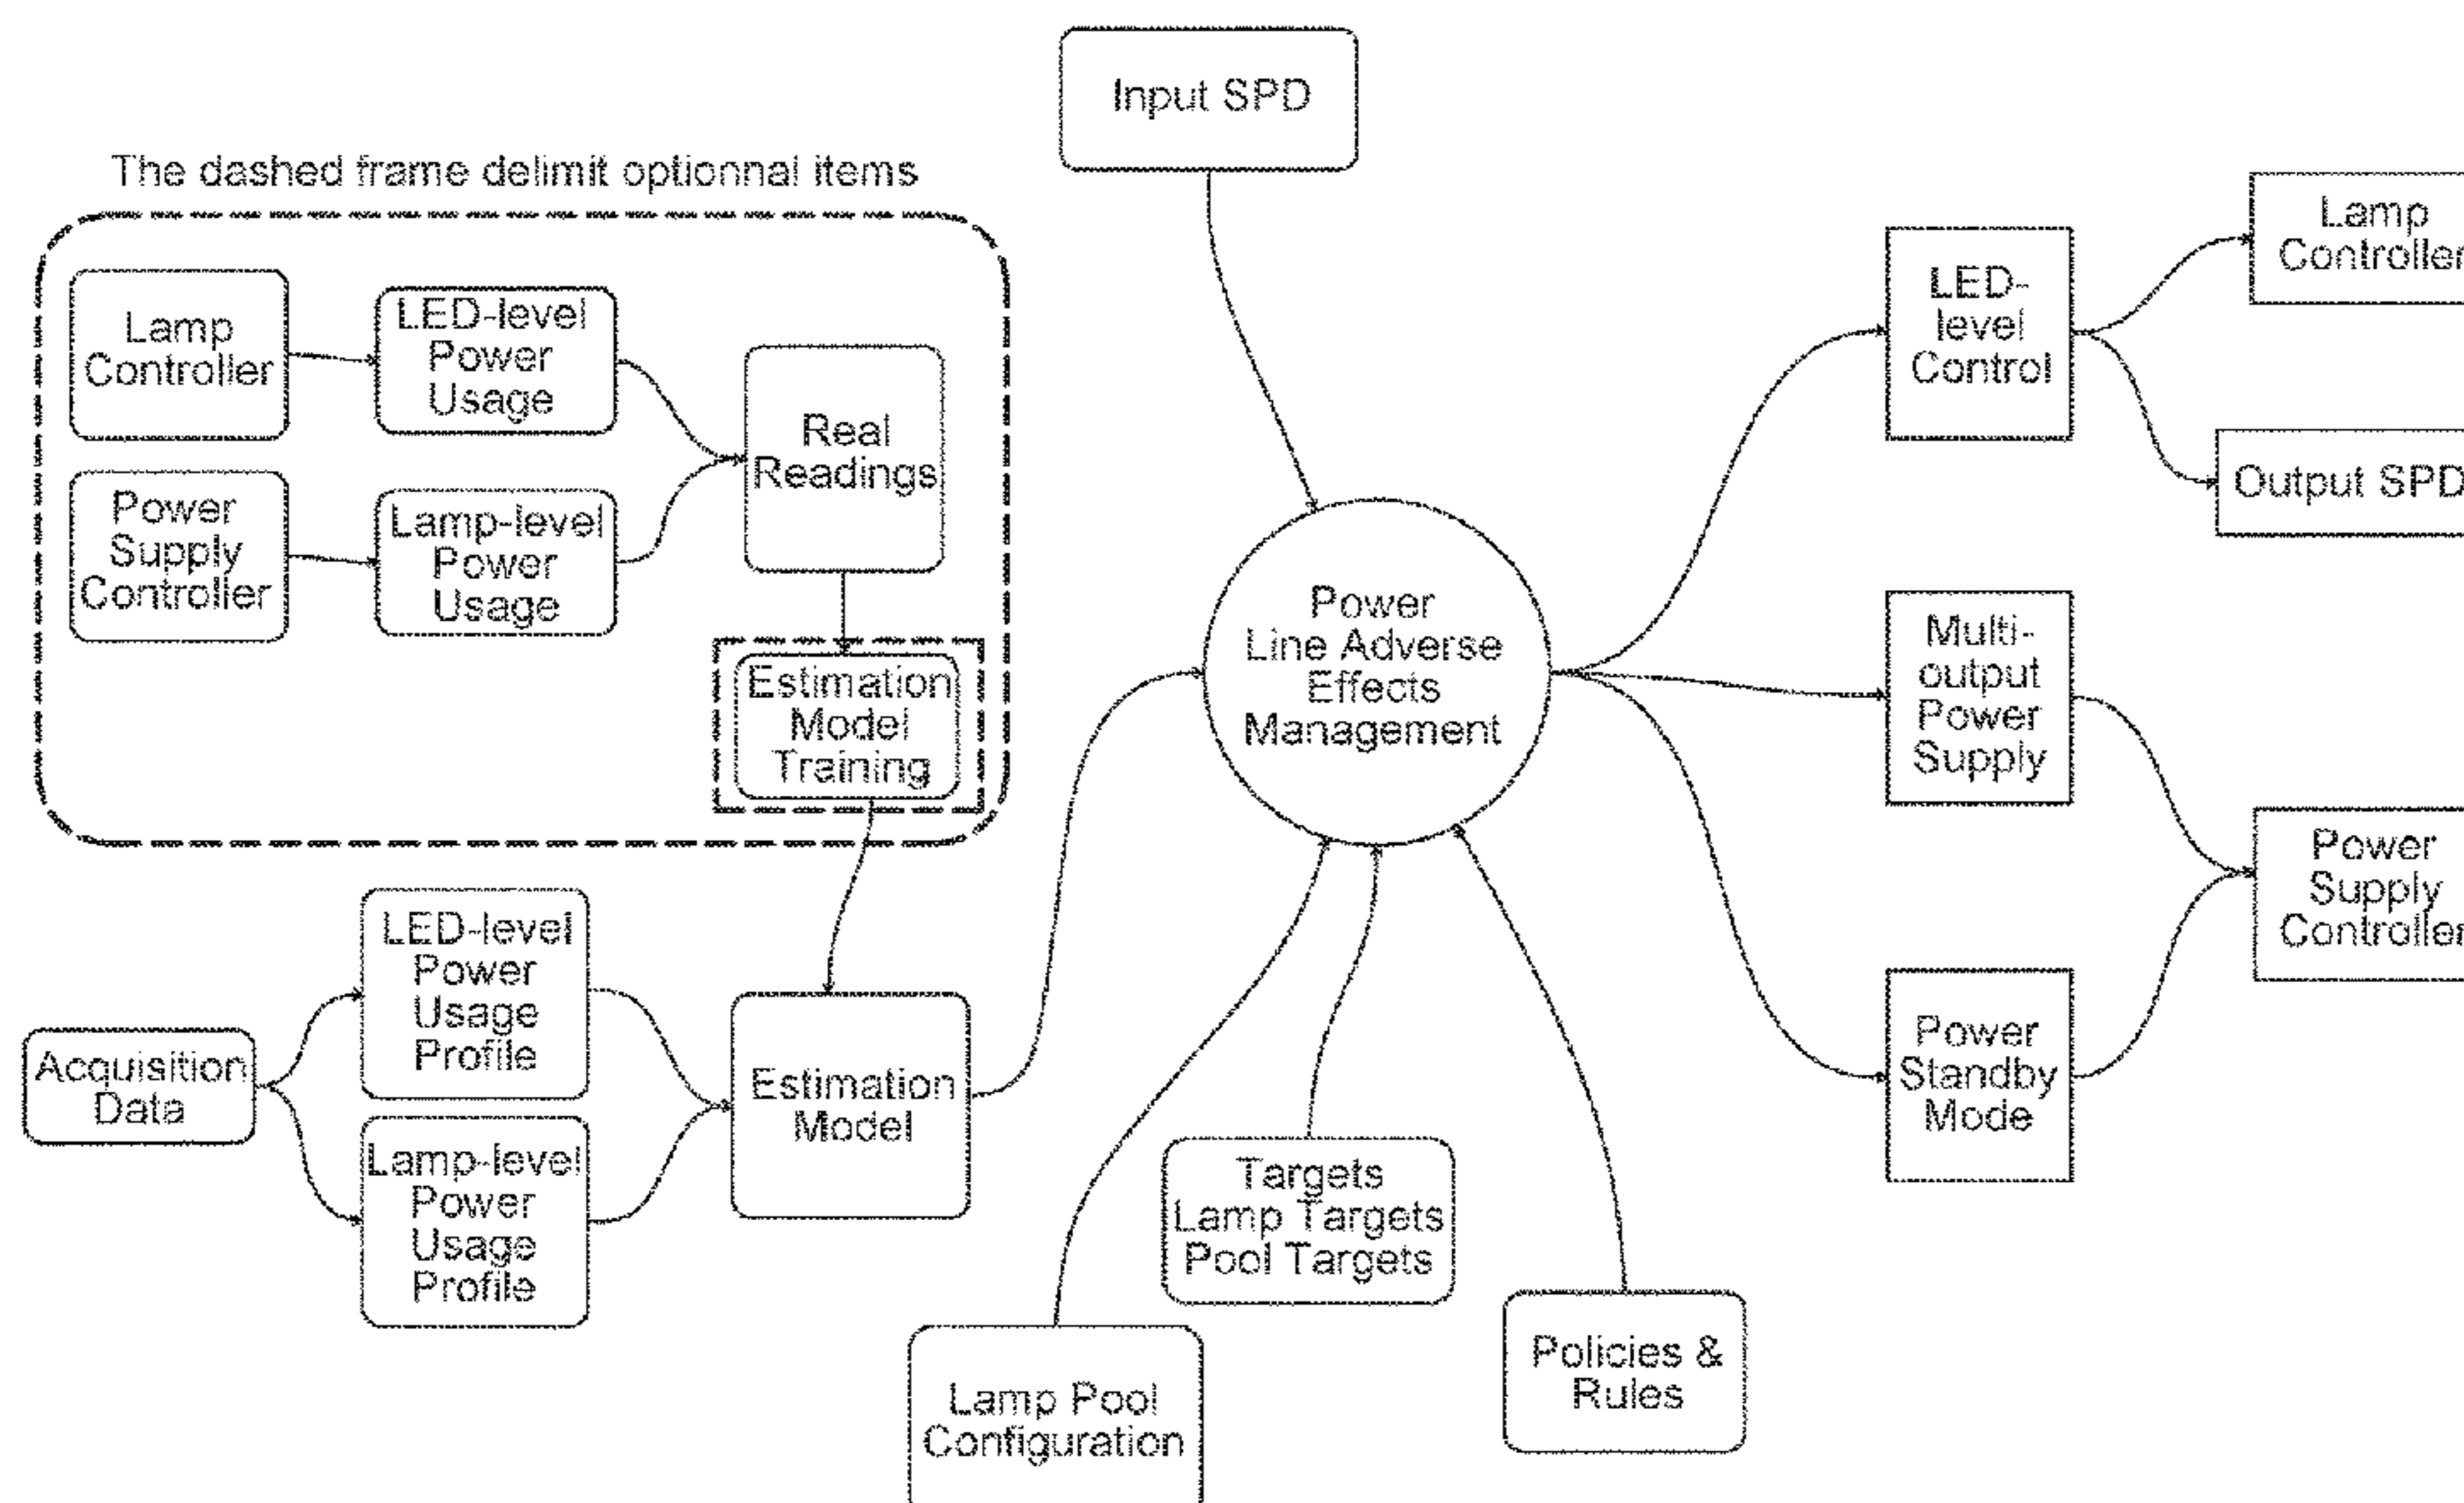 Input SPD
The dashed frame delimit optionnal items
Lamp
Controller
LED-level
Power
Usage
Real
Readings
Power
Supply
Controller
Lamp-level
Power
Usage
Estimation
Model
Training
Acquisition
Data
LED-level
Power
Usage
Profile
Lamp-level
Power
Usage
Profile
Estimation
Model
Power
Line Adverse
Effects
Management
Targets
Lamp Targets
Pool Targets
Lamp Pool
Configuration
Policies &
Rules
LED-
level
Control
Lamp
Controller
Output SPD
Multi-
output
Power
Supply
Power
Supply
Controller
Power
Standby
Mode